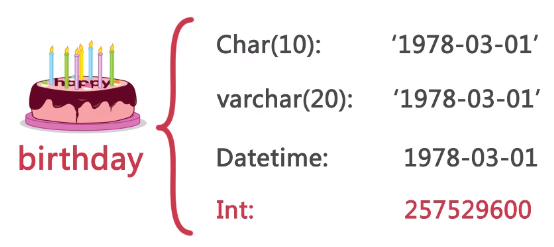 happy
birthday
Char(10): ‘1978-03-01’
varchar(20): ‘1978-03-01’
Datetime: 1978-03-01
Int: 257529600